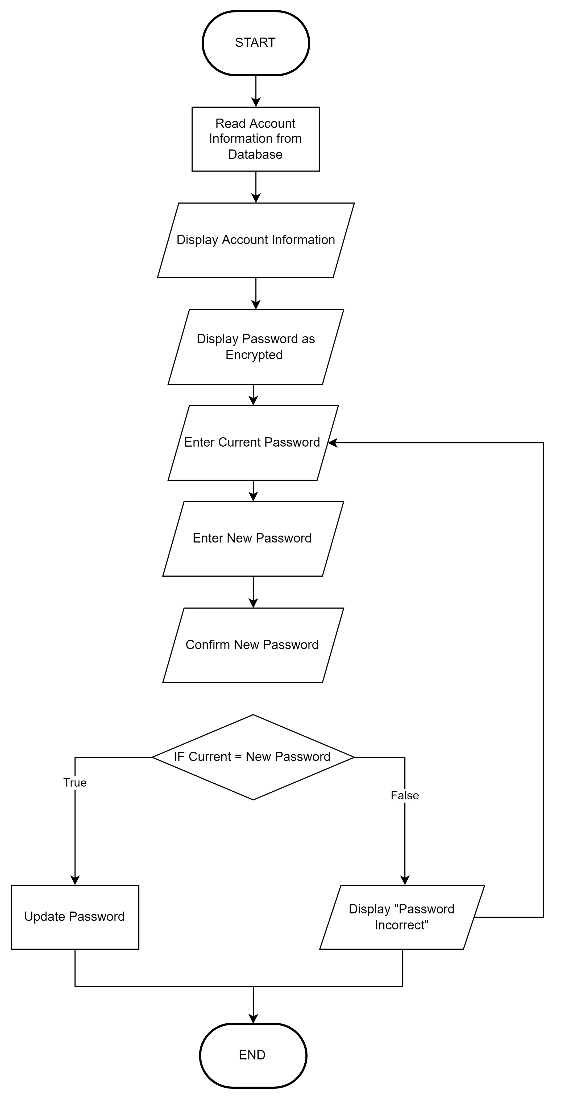 START
Read Account
Information from
Database
Display Account Information
Display Password as
Encrypted
Enter Current Password
Enter New Password
Confirm New Password
IF Current = New Password
True
False
Update Password
Display "Password
Incorrect"
END